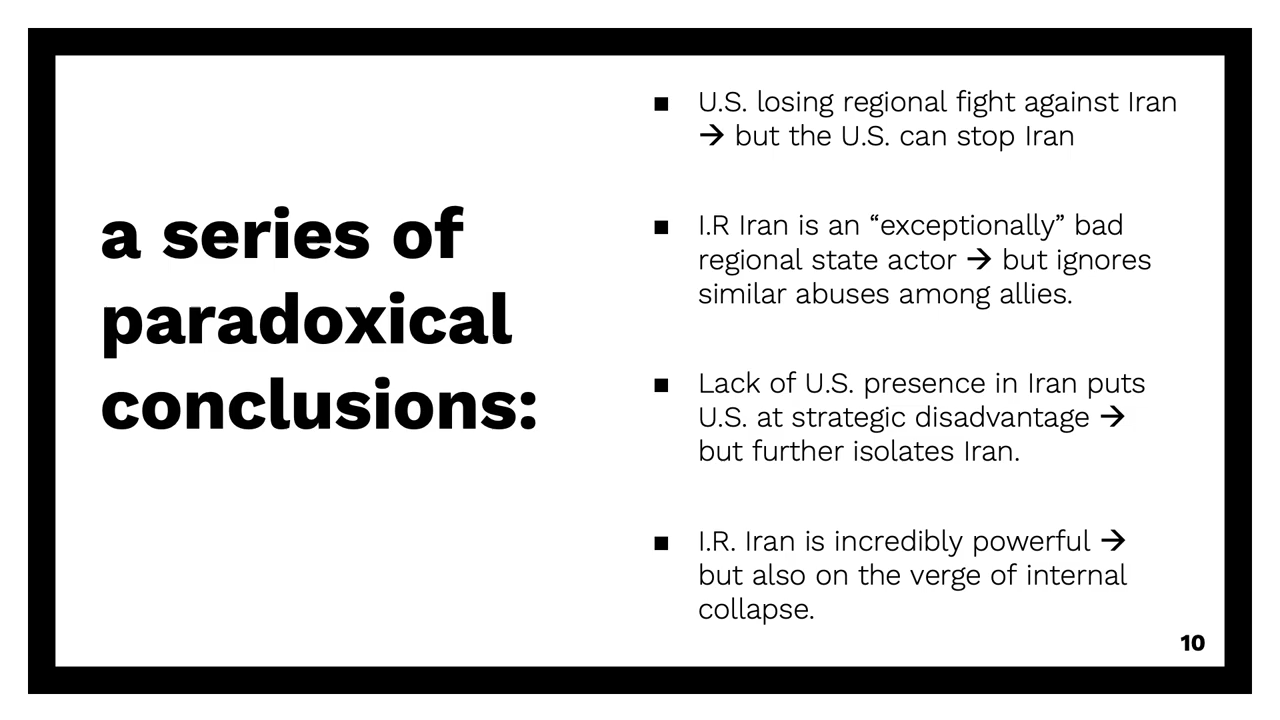 a series of
paradoxical
conclusions:
▪ U.S. losing regional fight against Iran
→ but the U.S. can stop Iran
▪ I.R Iran is an “exceptionally” bad
regional state actor → but ignores
similar abuses among allies.
▪ Lack of U.S. presence in Iran puts
U.S. at strategic disadvantage →
but further isolates Iran.
▪ I.R. Iran is incredibly powerful →
but also on the verge of internal
collapse.
10